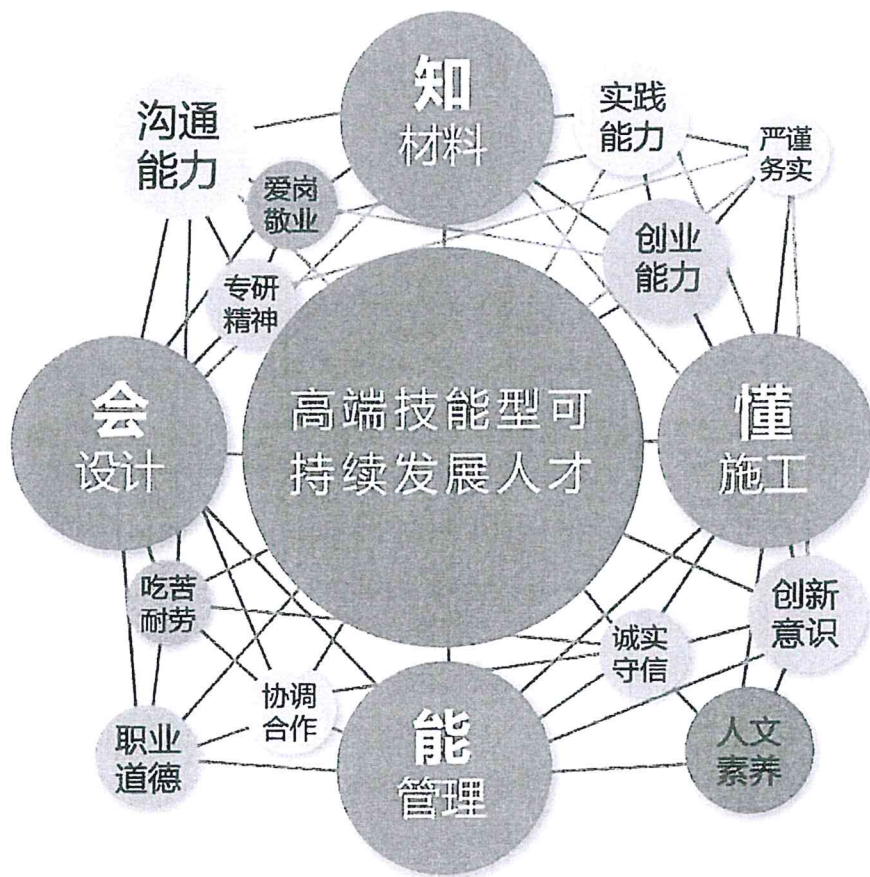 知
材料
沟通
能力
实践
能力
严谨
务实
爱岗
敬业
创业
能力
专研
精神
会
设计
高端技能型可
持续发展人才
懂
施工
吃苦
耐劳
创新
意识
诚实
守信
协调
合作
职业
道德
能
管理
人文
素养